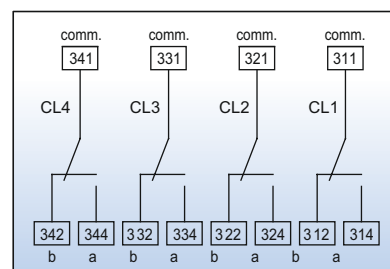 comm. comm. comm. comm.
341 331 321 311
CL4 CL3 CL2 CL1
342 344 332 334 322 324 312 314
b a b a b a b a